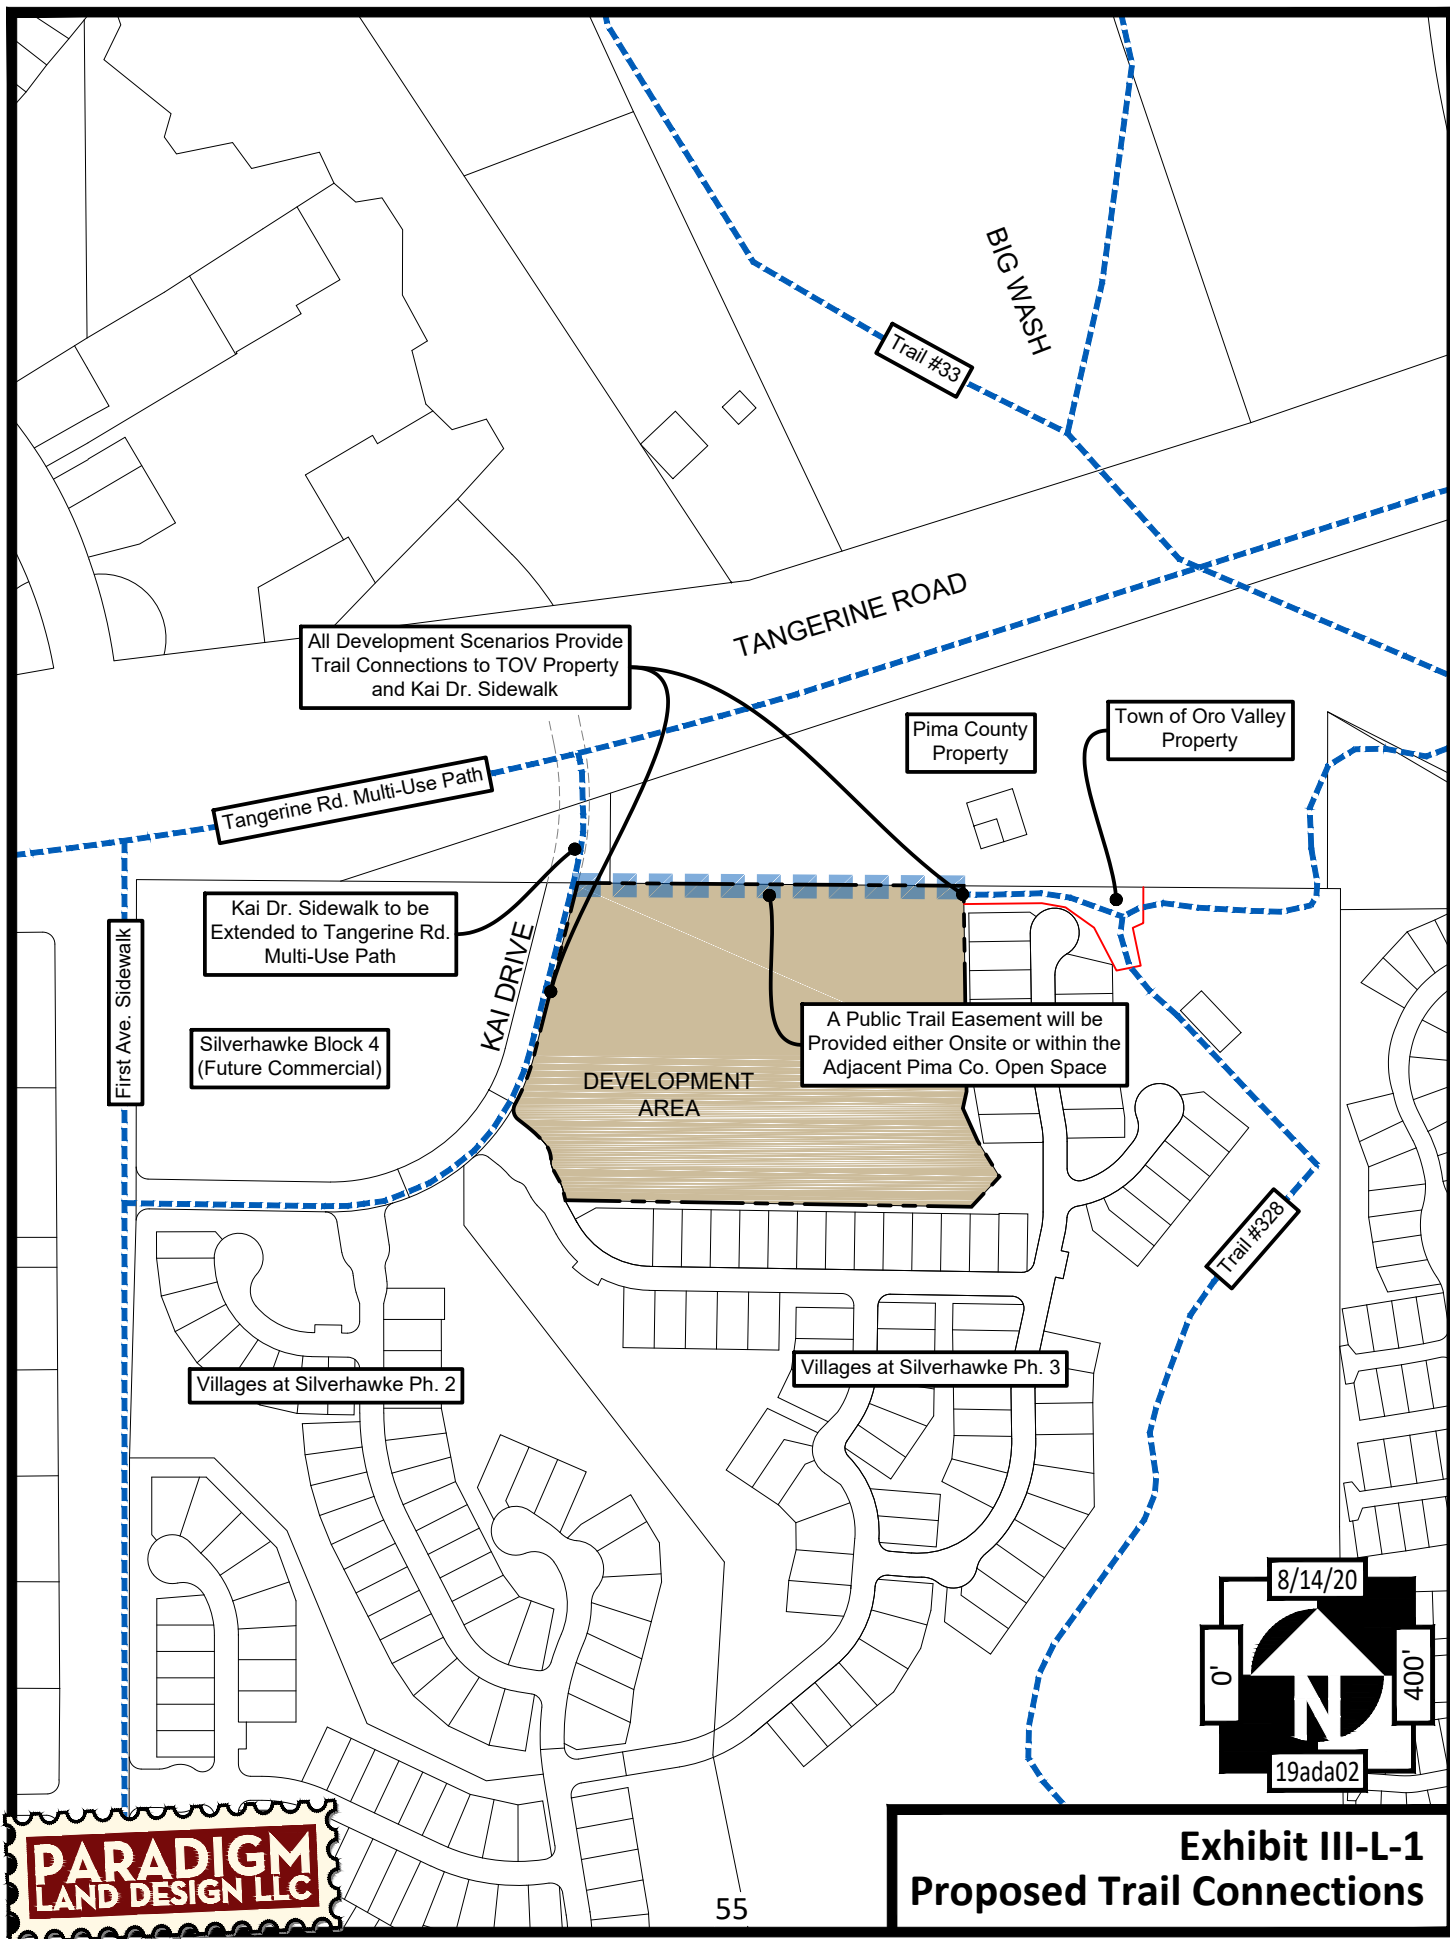 BIG WASH
Trail #33
TANGERINE ROAD
All Development Scenarios Provide
Trail Connections to TOV Property
and Kai Dr. Sidewalk
Pima County
Property
Town of Oro Valley
Property
Tangerine Rd. Multi-Use Path
Kai Dr. Sidewalk to be
Extended to Tangerine Rd.
Multi-Use Path
First Ave. Sidewalk
KAI DRIVE
Silverhawke Block 4
(Future Commercial)
A Public Trail Easement will be
Provided either Onsite or within the
Adjacent Pima Co. Open Space
DEVELOPMENT
AREA
Trail #328
Villages at Silverhawke Ph. 2
Villages at Silverhawke Ph. 3
8/14/20
0'
400'
N
19ada02
PARADIGM
LAND DESIGN LLC
55
Exhibit III-L-1
Proposed Trail Connections